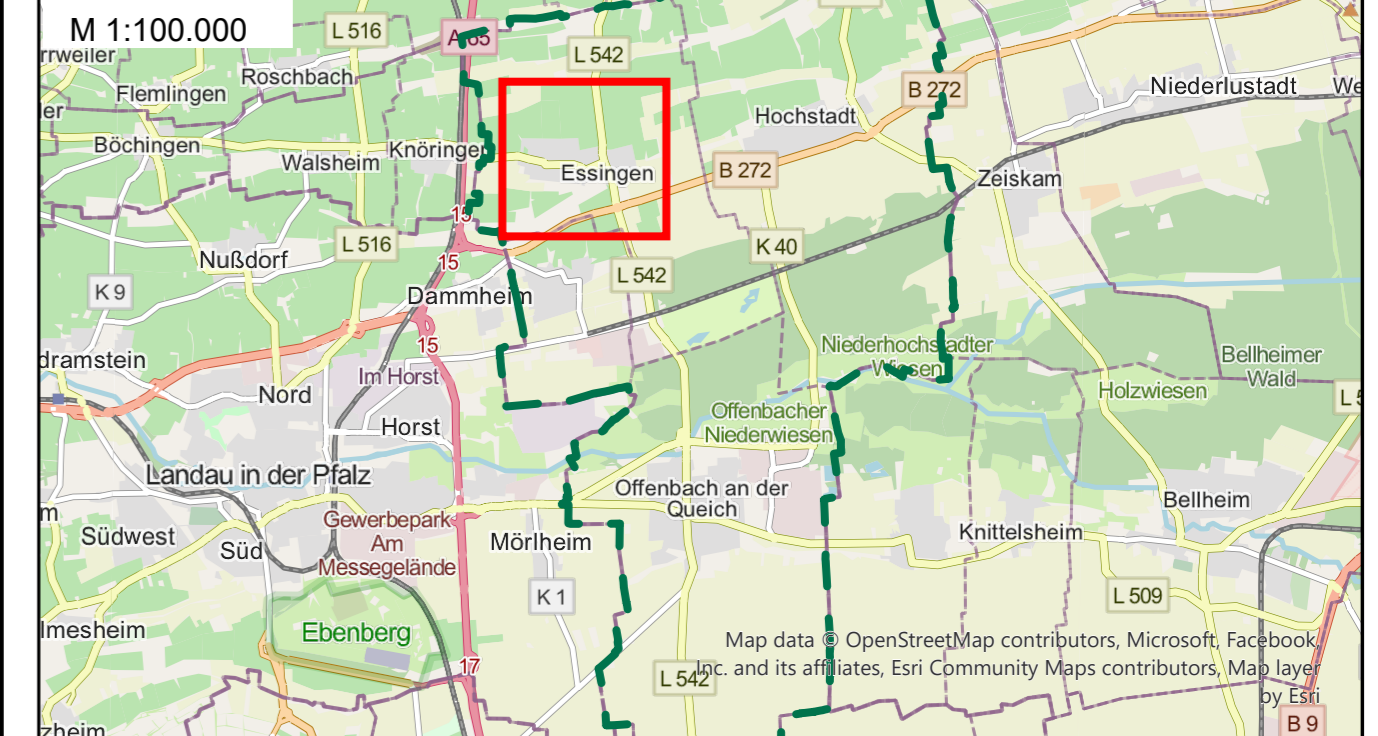 M 1:100.000
L 516
A 65
L 542
rrweiler
Roschbach
Flemlingen
B 272
Niederlustadt
We
ler
Hochstadt
Böchingen
Walsheim
Knöringen
Essingen
B 272
Zeiskam
15
L 516
K 40
Nußdorf
15
L 542
K 9
Dammheim
15
Niederhochstadter
Wiesen
Bellheimer
Wald
dramstein
Im Horst
Nord
Holzwiesen
L 5
Offenbacher
Niederwiesen
Horst
Landau in der Pfalz
Offenbach an der
Queich
Bellheim
m
Gewerbepark
Am
Messegelände
Südwest
Süd
Mörlheim
Knittelsheim
K 1
L 509
lmesheim
Ebenberg
17
L 542
Map data © OpenStreetMap contributors, Microsoft, Facebook,
Inc. and its affiliates, Esri Community Maps contributors, Map layer
by Esri
B 9
zheim